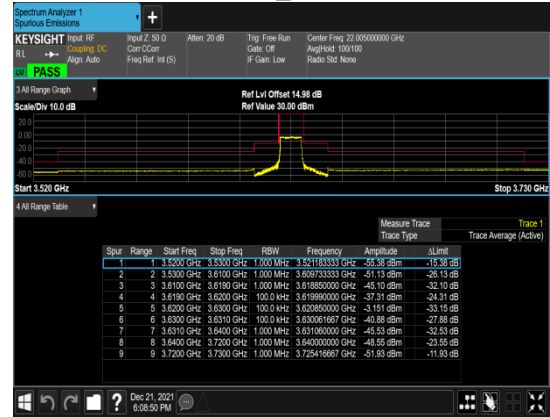 Spectrum Analyzer 1
Spurious Emissions
+
KEYSIGHT Input: RF Input Z: 50 Ω Atten: 20 dB Trig: Free Run Center Freq: 22.005000000 GHz
RL Coupling: DC Corr CCorr Gate: Off Avg|Hold: 100/100
Align: Auto Freq Ref: Int (S) IF Gain: Low Radio Std: None
PASS
3 All Range Graph
Ref Lvl Offset 14.98 dB
Scale/Div 10.0 dB Ref Value 30.00 dBm
20.0
0.00
-20.0
-40.0
-60.0
Start 3.520 GHz Stop 3.730 GHz
4 All Range Table
Measure Trace Trace 1
Trace Type Trace Average (Active)
Spur Range Start Freq Stop Freq RBW Frequency Amplitude ΔLimit
1 1 3.5200 GHz 3.5300 GHz 1.000 MHz 3.521183333 GHz -55.38 dBm -15.38 dB
2 2 3.5300 GHz 3.6100 GHz 1.000 MHz 3.609733333 GHz -51.13 dBm -26.13 dB
3 3 3.6100 GHz 3.6190 GHz 1.000 MHz 3.618850000 GHz -45.10 dBm -32.10 dB
4 4 3.6190 GHz 3.6200 GHz 100.0 kHz 3.619990000 GHz -37.31 dBm -24.31 dB
5 5 3.6200 GHz 3.6300 GHz 100.0 kHz 3.620850000 GHz -3.151 dBm -33.15 dB
6 6 3.6300 GHz 3.6310 GHz 100.0 kHz 3.630061667 GHz -40.88 dBm -27.88 dB
7 7 3.6310 GHz 3.6400 GHz 1.000 MHz 3.631060000 GHz -45.53 dBm -32.53 dB
8 8 3.6400 GHz 3.7200 GHz 1.000 MHz 3.640000000 GHz -48.55 dBm -23.55 dB
9 9 3.7200 GHz 3.7300 GHz 1.000 MHz 3.725416667 GHz -51.93 dBm -11.93 dB
? Dec 21, 2021
6:08:50 PM